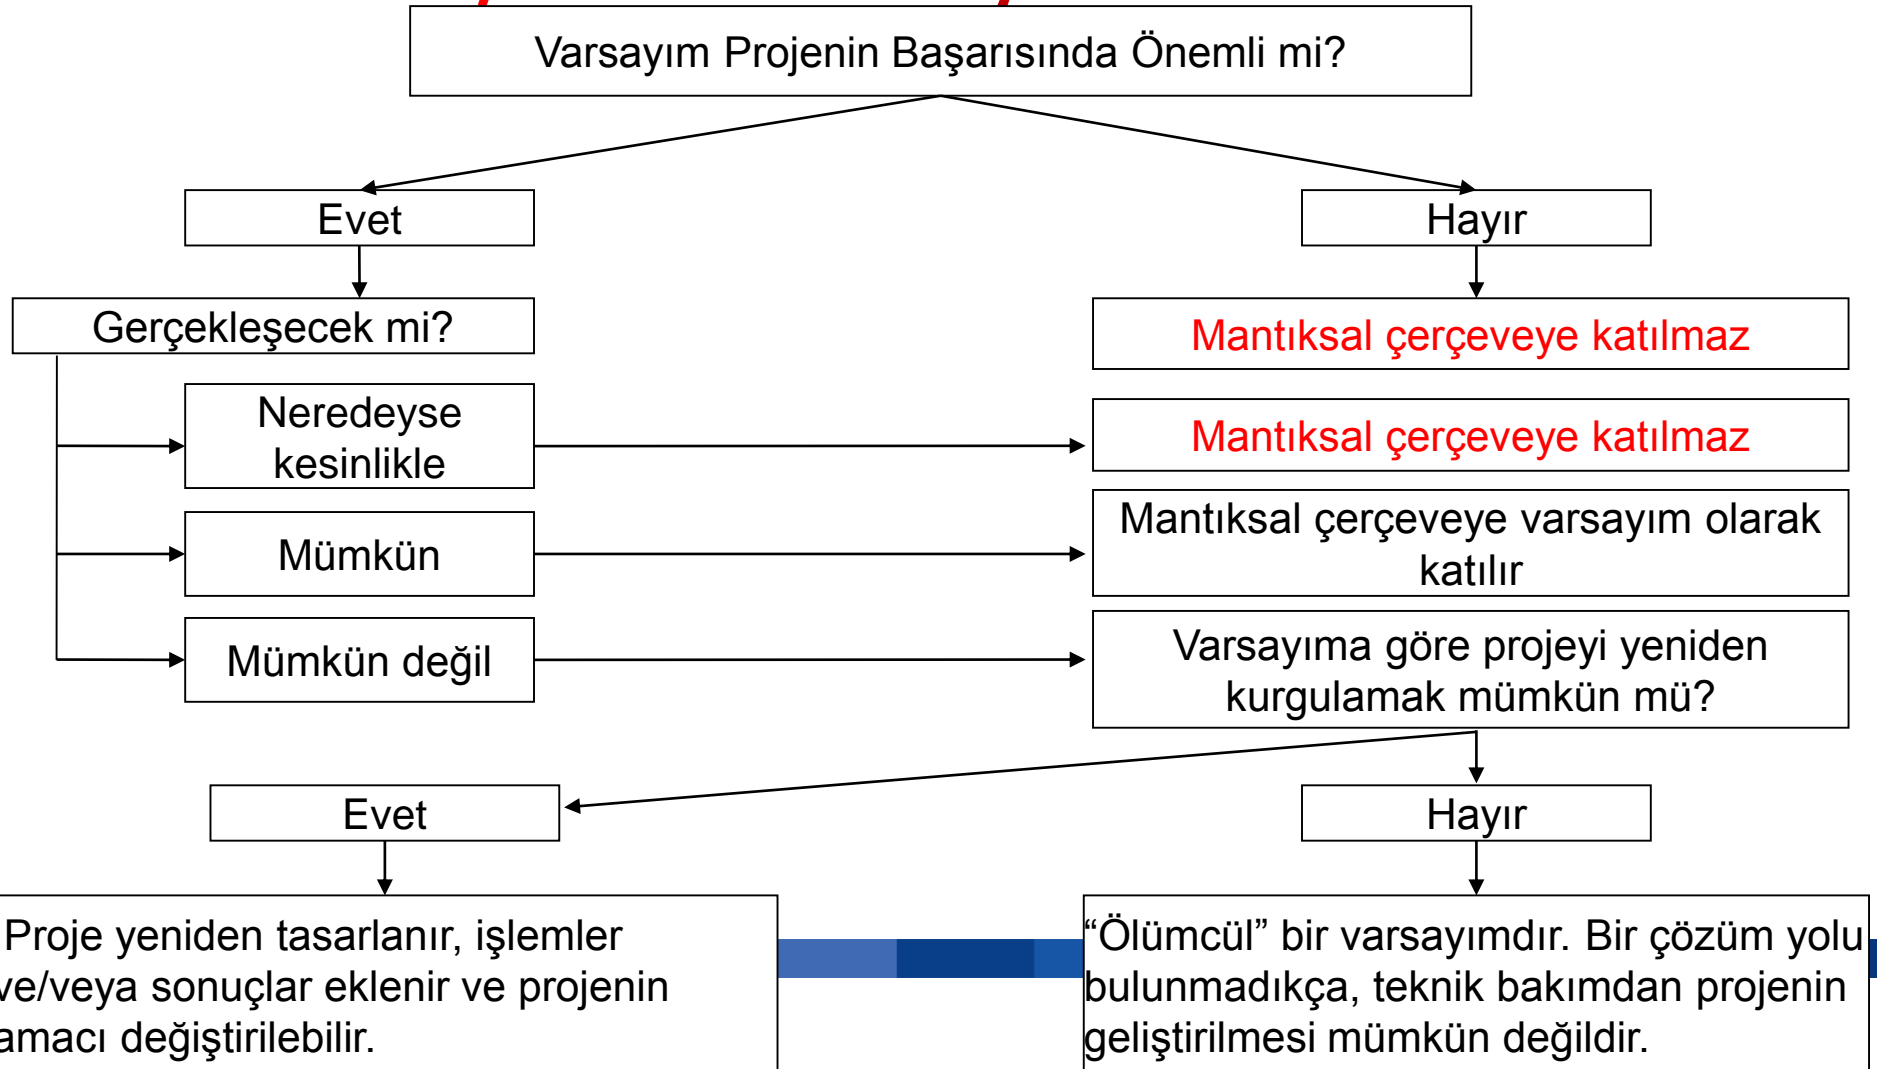 Varsayım Projenin Başarısında Önemli mi?
Evet
Hayır
Gerçekleşecek mi?
Mantıksal çerçeveye katılmaz
Neredeyse
kesinlikle
Mantıksal çerçeveye katılmaz
Mümkün
Mantıksal çerçeveye varsayım olarak
katılır
Mümkün değil
Varsayıma göre projeyi yeniden
kurgulamak mümkün mü?
Evet
Hayır
Proje yeniden tasarlanır, işlemler
ve/veya sonuçlar eklenir ve projenin
amacı değiştirilebilir.
“Ölümcül” bir varsayımdır. Bir çözüm yolu
bulunmadıkça, teknik bakımdan projenin
geliştirilmesi mümkün değildir.